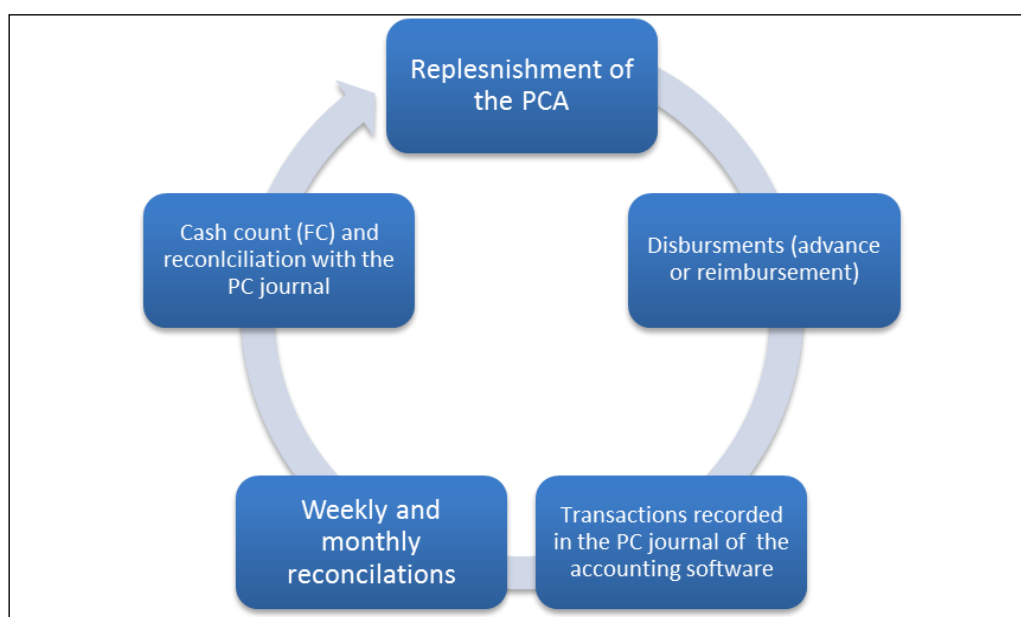 Replesnishment of
the PCA
Disbursments (advance
or reimbursement)
Transactions recorded
in the PC journal of the
accounting software
Weekly and
monthly
reconcilations
Cash count (FC) and
reconlciliation with the
PC journal